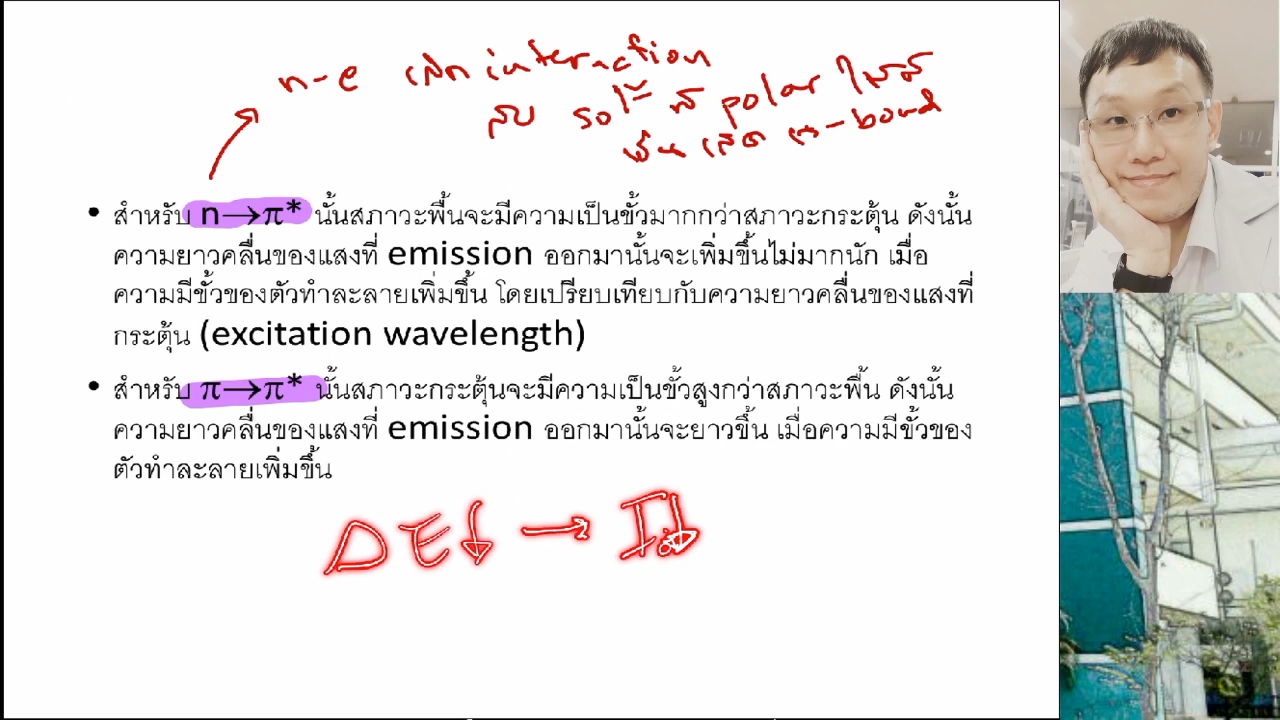 n-e เกิด interaction
กับ sol ที่ polar ได้ดี
เช่น เกิด H-bond
• สำหรับ n→π* นั้นสภาวะพื้นจะมีความเป็นขั้วมากกว่าสภาวะกระตุ้น ดังนั้น
ความยาวคลื่นของแสงที่ emission ออกมานั้นจะเพิ่มขึ้นไม่มากนัก เมื่อ
ความมีขั้วของตัวทำละลายเพิ่มขึ้น โดยเปรียบเทียบกับความยาวคลื่นของแสงที่
กระตุ้น (excitation wavelength)
• สำหรับ π→π* นั้นสภาวะกระตุ้นจะมีความเป็นขั้วสูงกว่าสภาวะพื้น ดังนั้น
ความยาวคลื่นของแสงที่ emission ออกมานั้นจะยาวขึ้น เมื่อความมีขั้วของ
ตัวทำละลายเพิ่มขึ้น
ΔE↓ → I↓